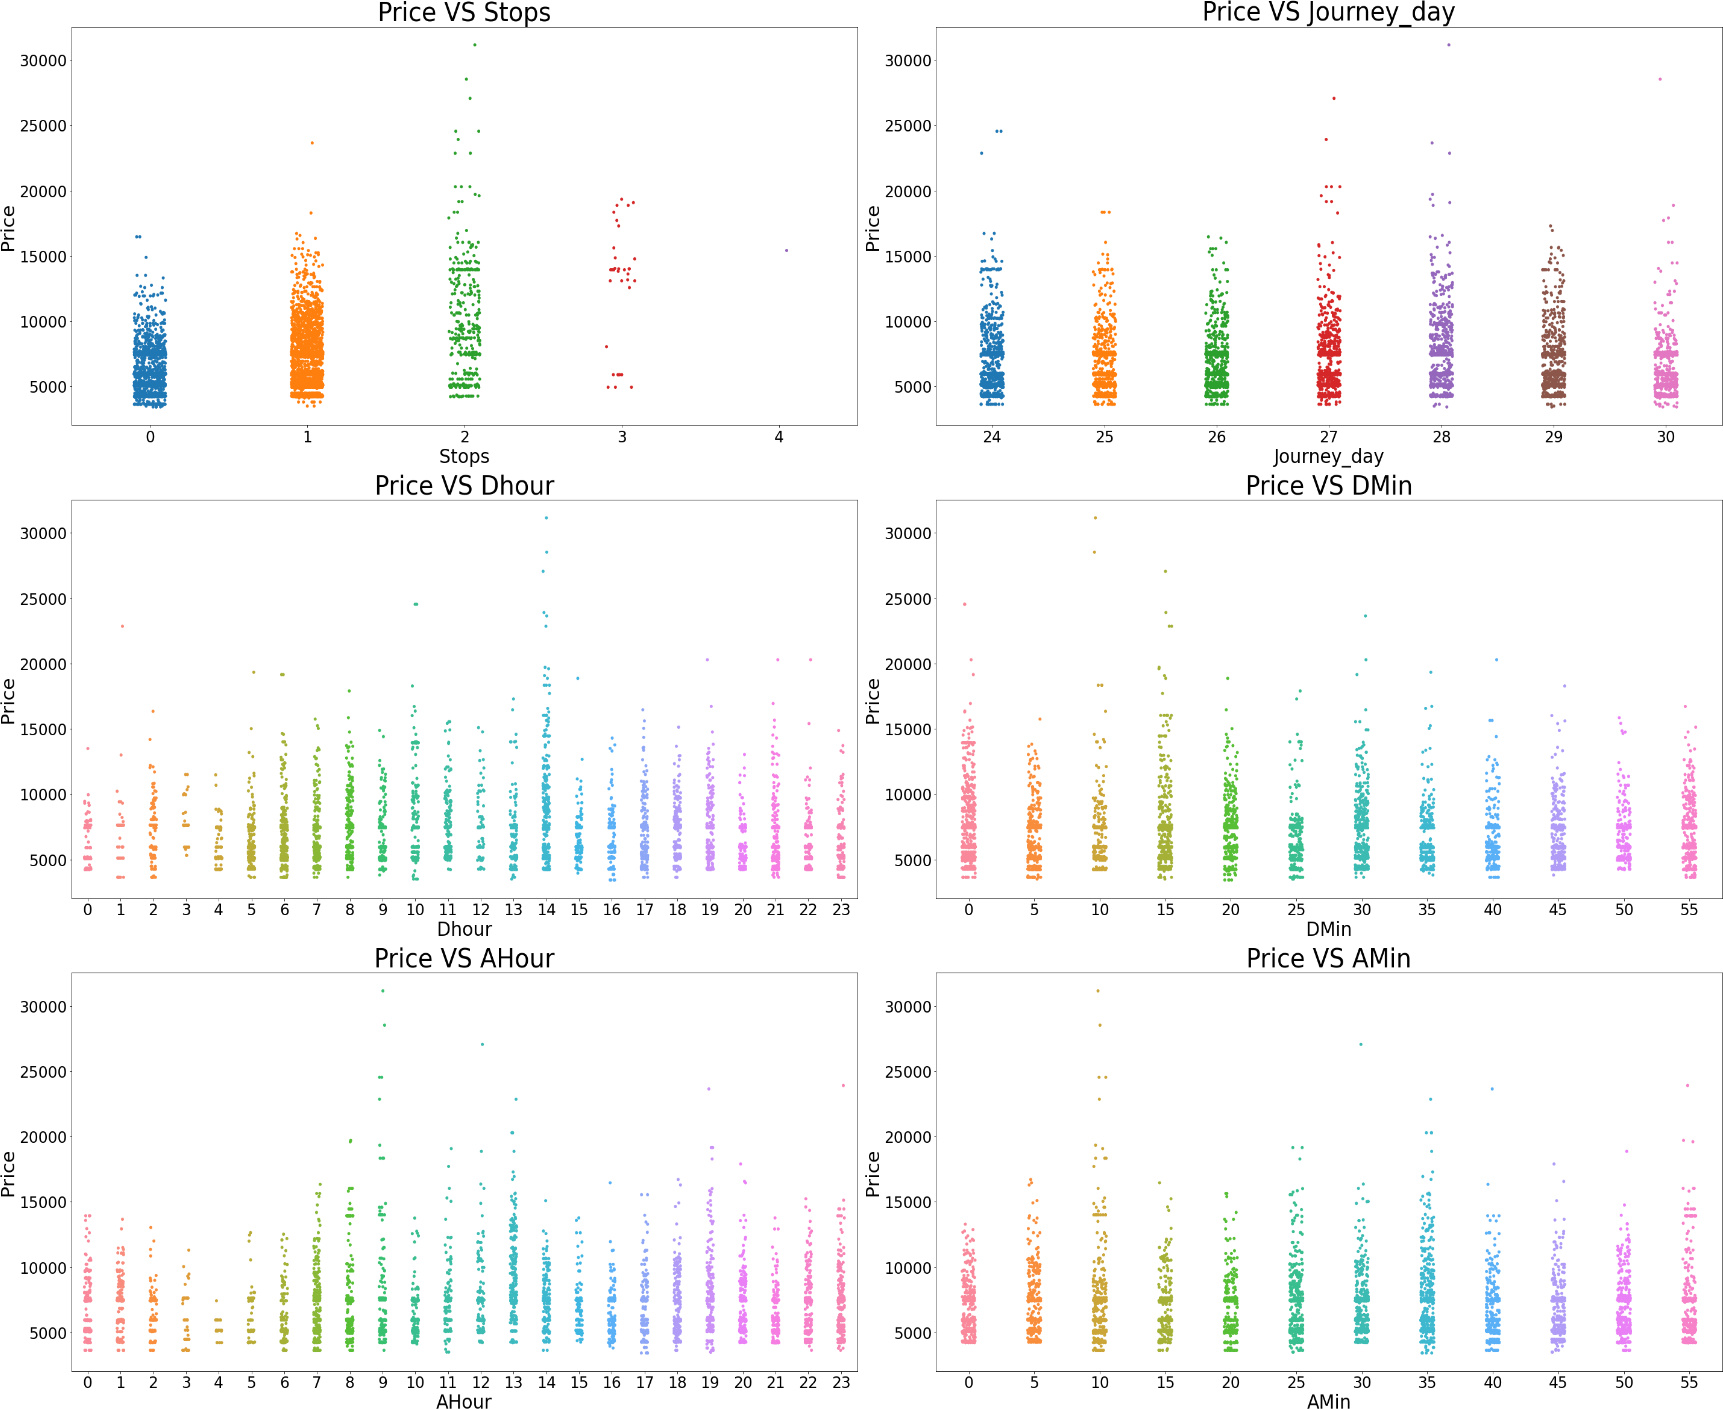 Price VS Stops
Price
30000
25000
20000
15000
10000
5000
0 1 2 3 4
Stops
Price VS Journey_day
Price
30000
25000
20000
15000
10000
5000
24 25 26 27 28 29 30
Journey_day
Price VS Dhour
Price
30000
25000
20000
15000
10000
5000
0 1 2 3 4 5 6 7 8 9 10 11 12 13 14 15 16 17 18 19 20 21 22 23
Dhour
Price VS DMin
Price
30000
25000
20000
15000
10000
5000
0 5 10 15 20 25 30 35 40 45 50 55
DMin
Price VS AHour
Price
30000
25000
20000
15000
10000
5000
0 1 2 3 4 5 6 7 8 9 10 11 12 13 14 15 16 17 18 19 20 21 22 23
AHour
Price VS AMin
Price
30000
25000
20000
15000
10000
5000
0 5 10 15 20 25 30 35 40 45 50 55
AMin